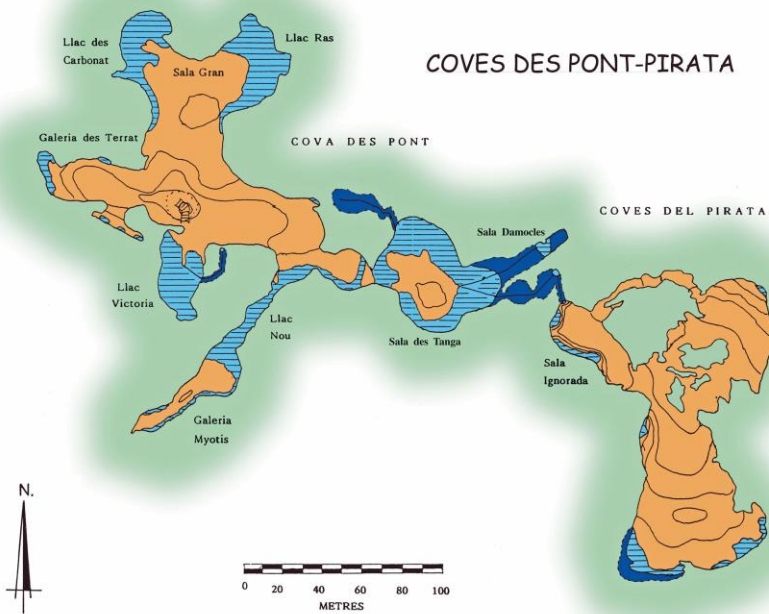 COVES DES PONT-PIRATA
Llac des
Carbonat
Llac Ras
Sala Gran
Galeria des Terrat
COVA DES PONT
COVES DEL PIRATA
Sala Damocles
Llac
Victoria
Llac
Nou
Sala des Tanga
Sala
Ignorada
Galeria
Myotis
N.
0 20 40 60 80 100
METRES